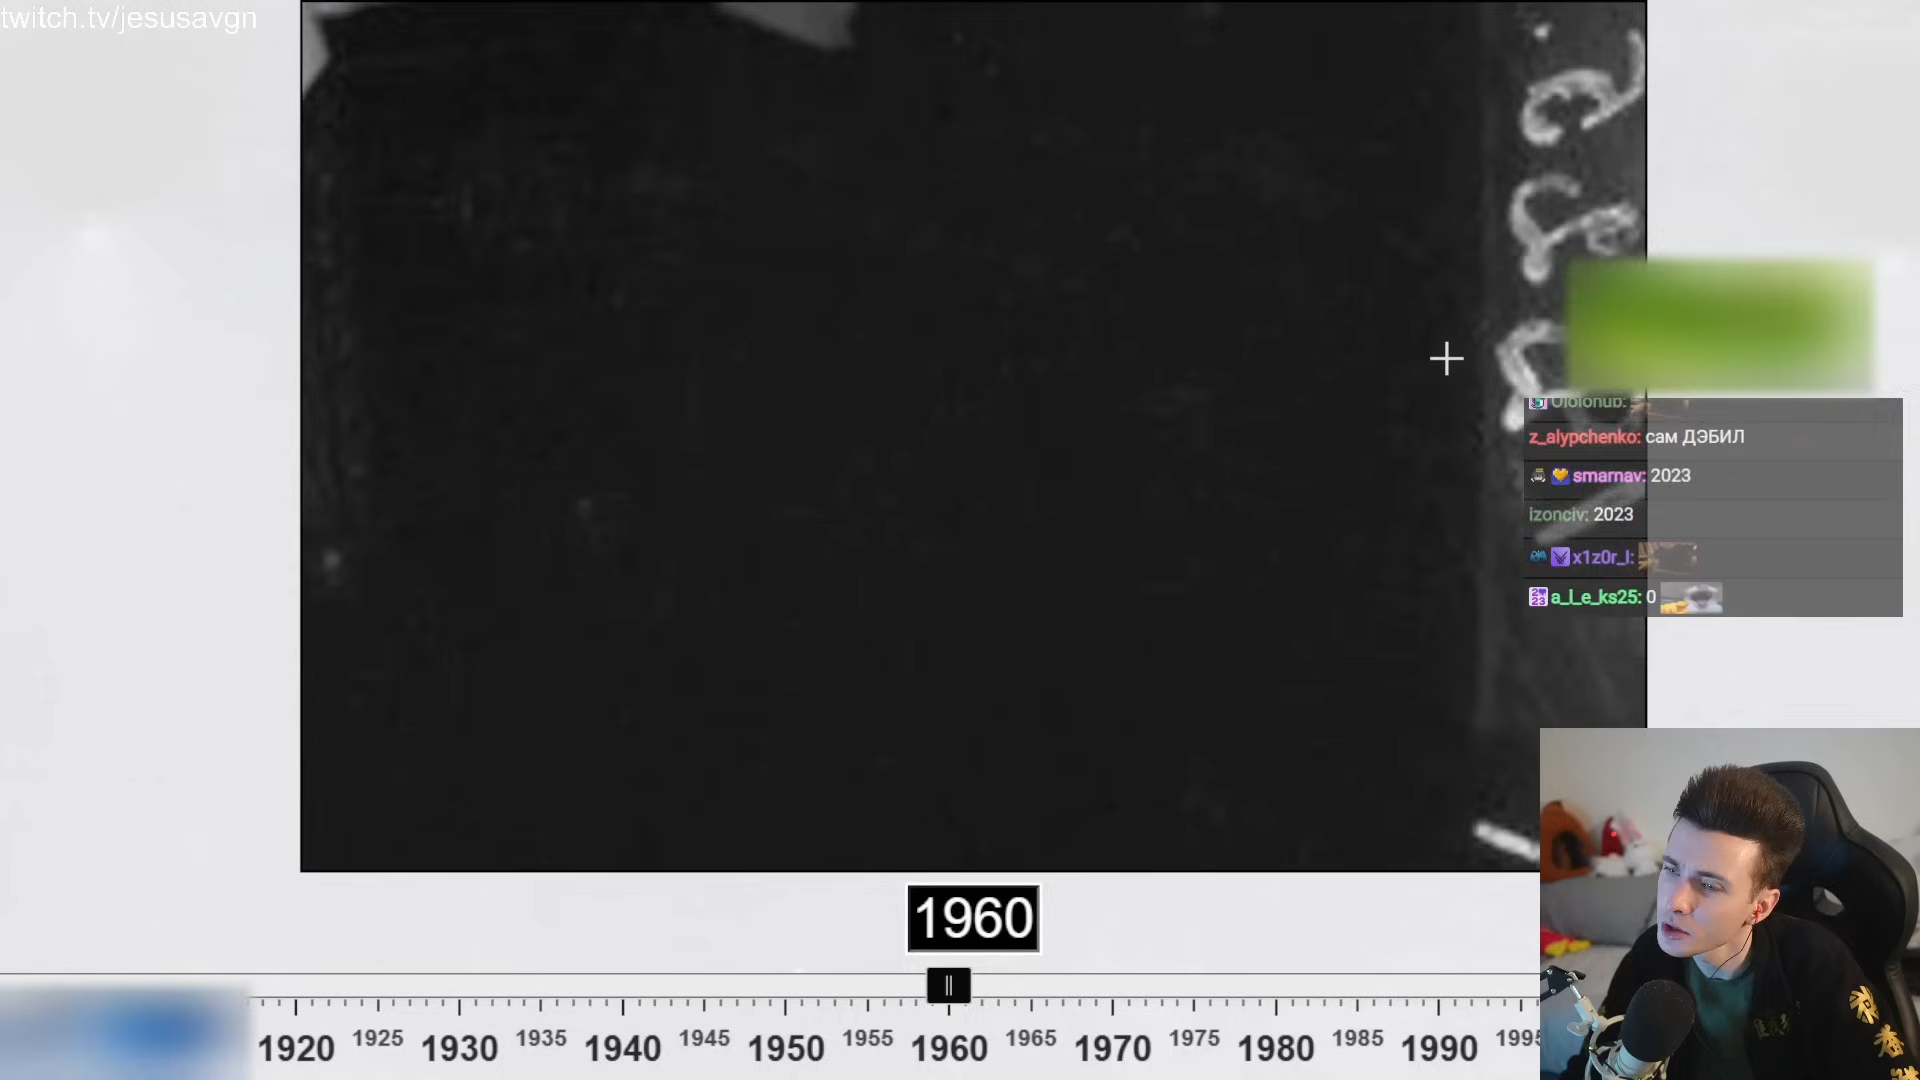 twitch.tv/jesusavgn
z_alypchenko: сам ДЭБИЛ
smarnav: 2023
izonciv: 2023
x1z0r_l:
a_l_e_ks25: 0
1960
1920 1925 1930 1935 1940 1945 1950 1955 1960 1965 1970 1975 1980 1985 1990 1995